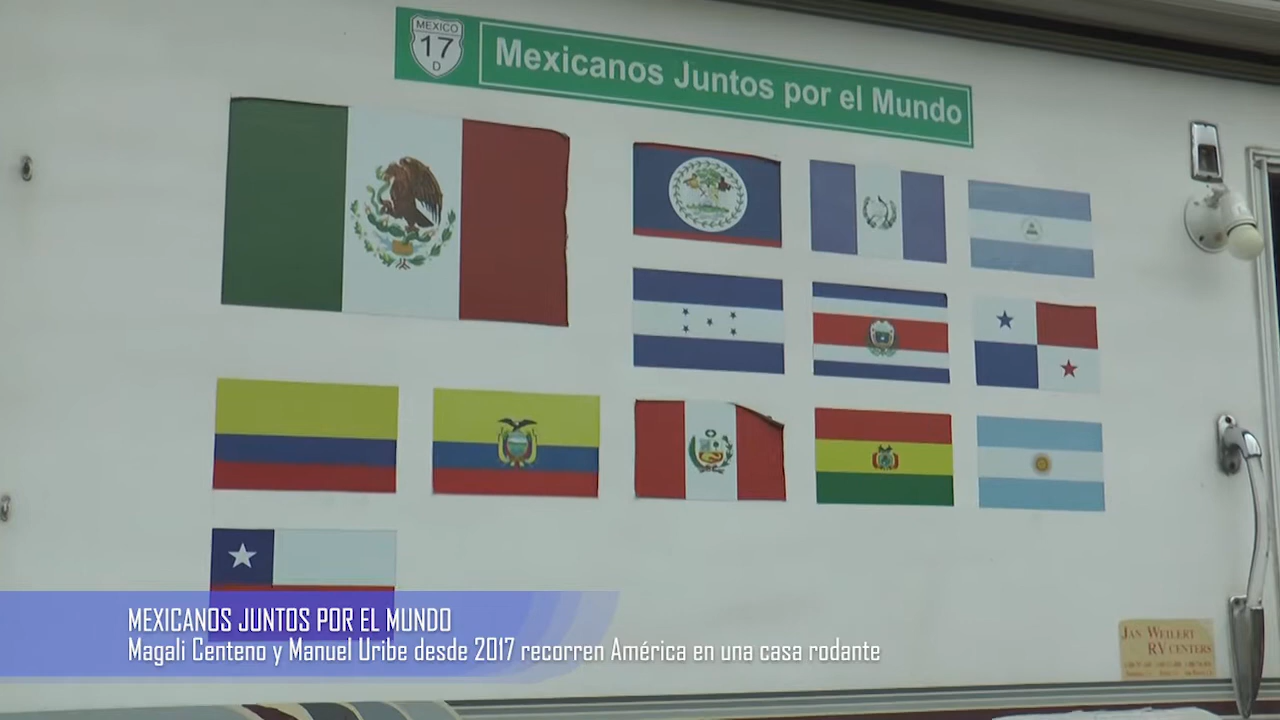 MEXICO
17
D
Mexicanos Juntos por el Mundo
MEXICANOS JUNTOS POR EL MUNDO
Magali Centeno y Manuel Uribe desde 2017 recorren América en una casa rodante
JAN WEILERT
RV CENTERS